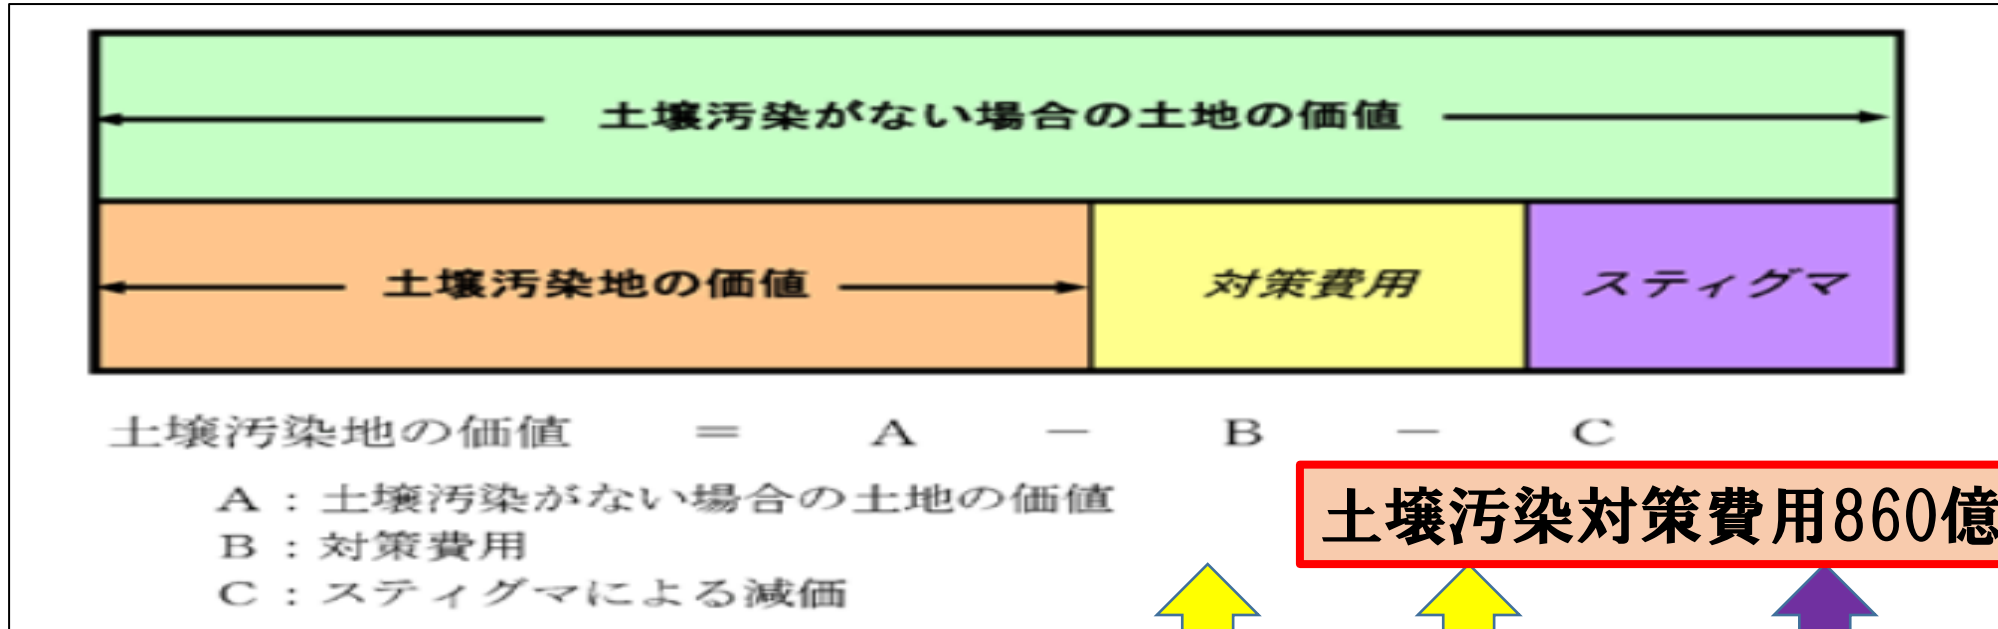 土壌汚染がない場合の土地の価値
土壌汚染地の価値 対策費用 スティグマ
土壌汚染地の価値 ＝ A － B － C
A：土壌汚染がない場合の土地の価値
B：対策費用
C：スティグマによる減価
土壌汚染対策費用860億